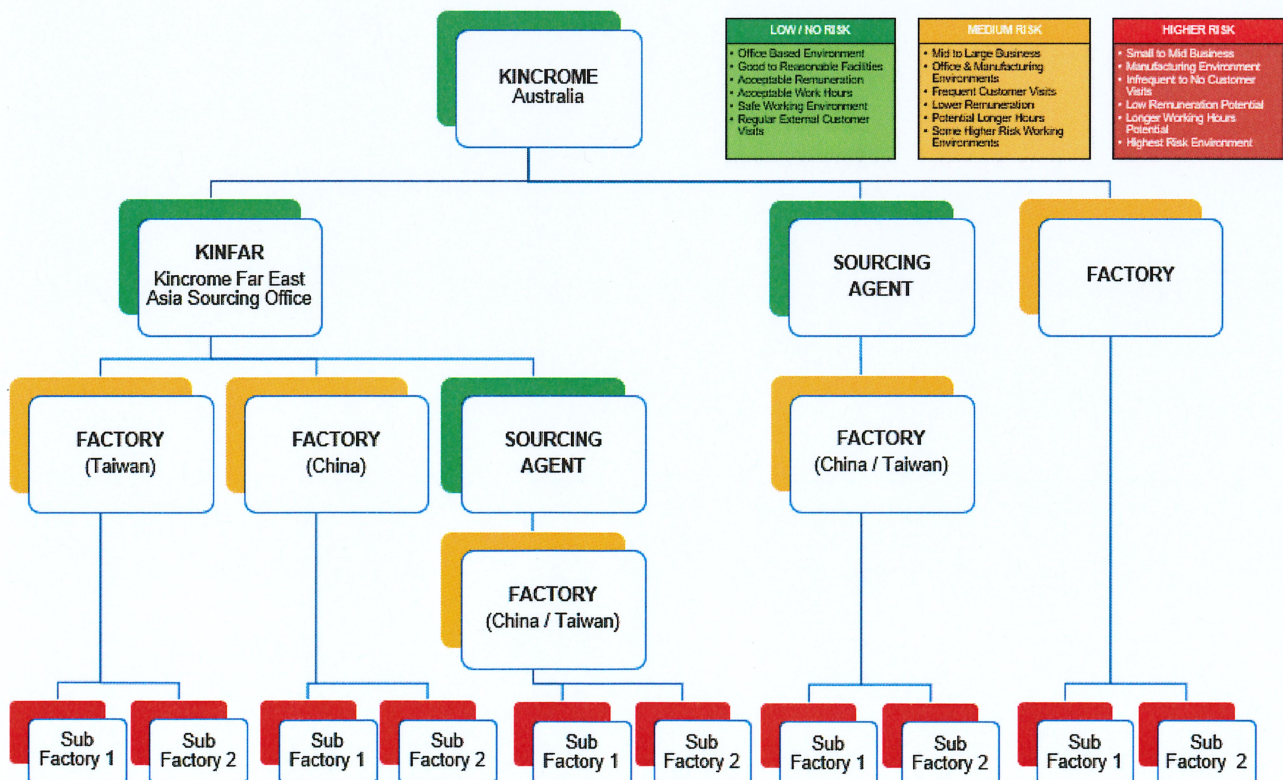 KINCROME
Australia
LOW / NO RISK
• Office Based Environment
• Good to Reasonable Facilities
• Acceptable Remuneration
• Acceptable Work Hours
• Safe Working Environment
• Regular External Customer
Visits
MEDIUM RISK
• Mid to Large Business
• Office & Manufacturing
Environments
• Frequent Customer Visits
• Lower Remuneration
• Potential Longer Hours
• Some Higher Risk Working
Environments
HIGHER RISK
• Small to Mid Business
• Manufacturing Environment
• Infrequent to No Customer
Visits
• Low Remuneration Potential
• Longer Working Hours
Potential
• Highest Risk Environment
KINFAR
Kincrome Far East
Asia Sourcing Office
SOURCING
AGENT
FACTORY
FACTORY
(Taiwan)
FACTORY
(China)
SOURCING
AGENT
FACTORY
(China / Taiwan)
FACTORY
(China / Taiwan)
Sub
Factory 1
Sub
Factory 2
Sub
Factory 1
Sub
Factory 2
Sub
Factory 1
Sub
Factory 2
Sub
Factory 1
Sub
Factory 2
Sub
Factory 1
Sub
Factory 2